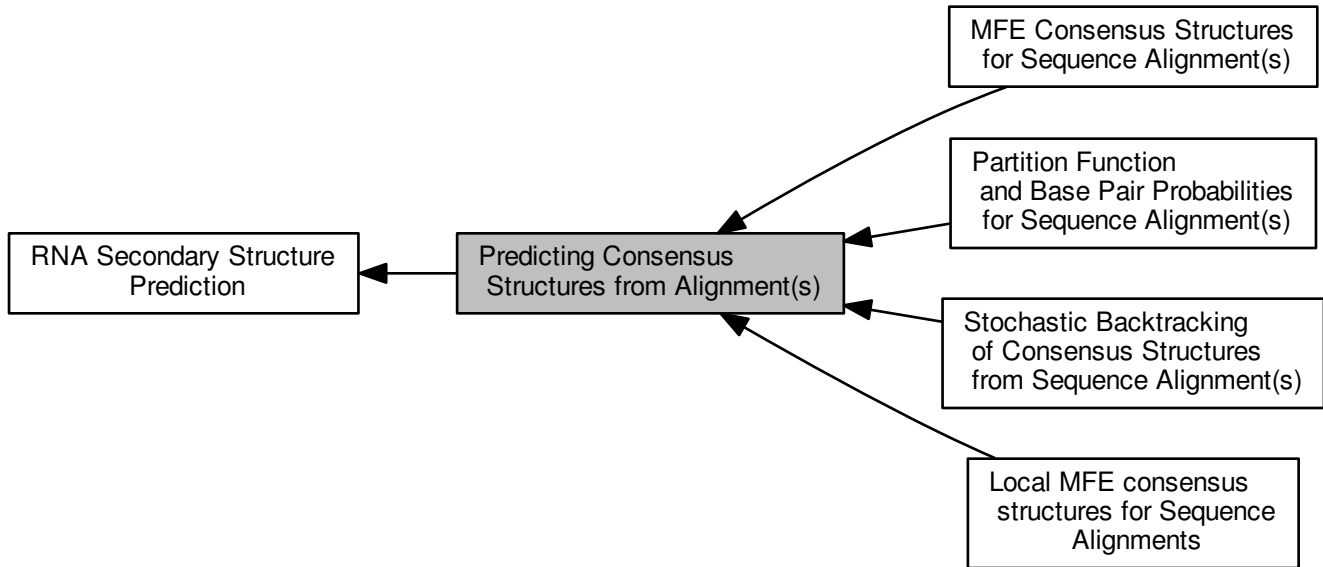 MFE Consensus Structures
for Sequence Alignment(s)
Partition Function
and Base Pair Probabilities
for Sequence Alignment(s)
RNA Secondary Structure
Prediction
Predicting Consensus
Structures from Alignment(s)
Stochastic Backtracking
of Consensus Structures
from Sequence Alignment(s)
Local MFE consensus
structures for Sequence
Alignments